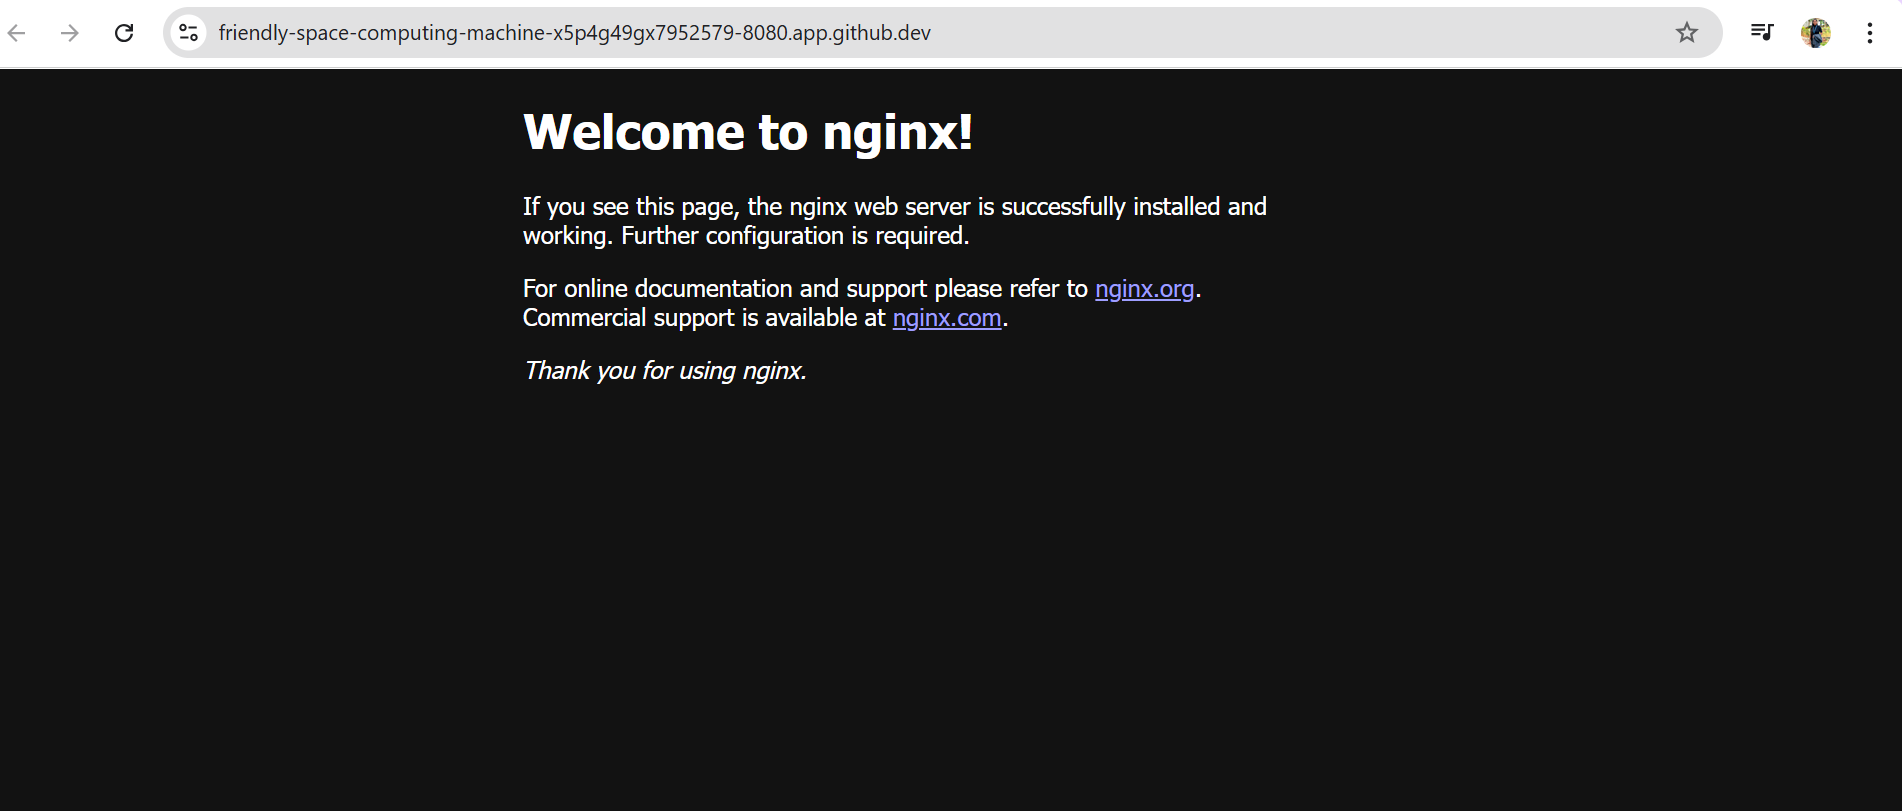 friendly-space-computing-machine-x5p4g49gx7952579-8080.app.github.dev
Welcome to nginx!
If you see this page, the nginx web server is successfully installed and
working. Further configuration is required.
For online documentation and support please refer to nginx.org.
Commercial support is available at nginx.com.
Thank you for using nginx.